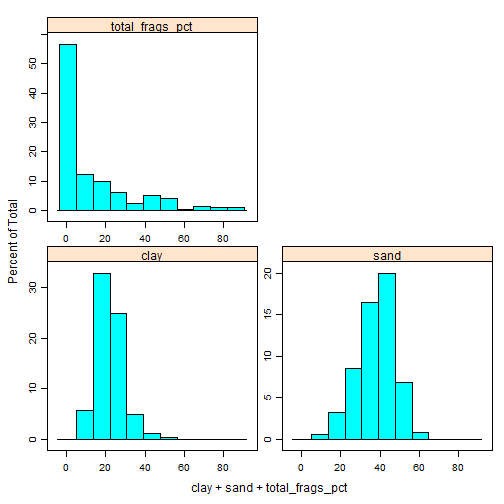 total_frags_pct
0 10 20 30 40 50
0 20 40 60 80
Percent of Total
clay
0 10 20 30
0 20 40 60 80
sand
0 5 10 15 20
0 20 40 60 80
clay + sand + total_frags_pct